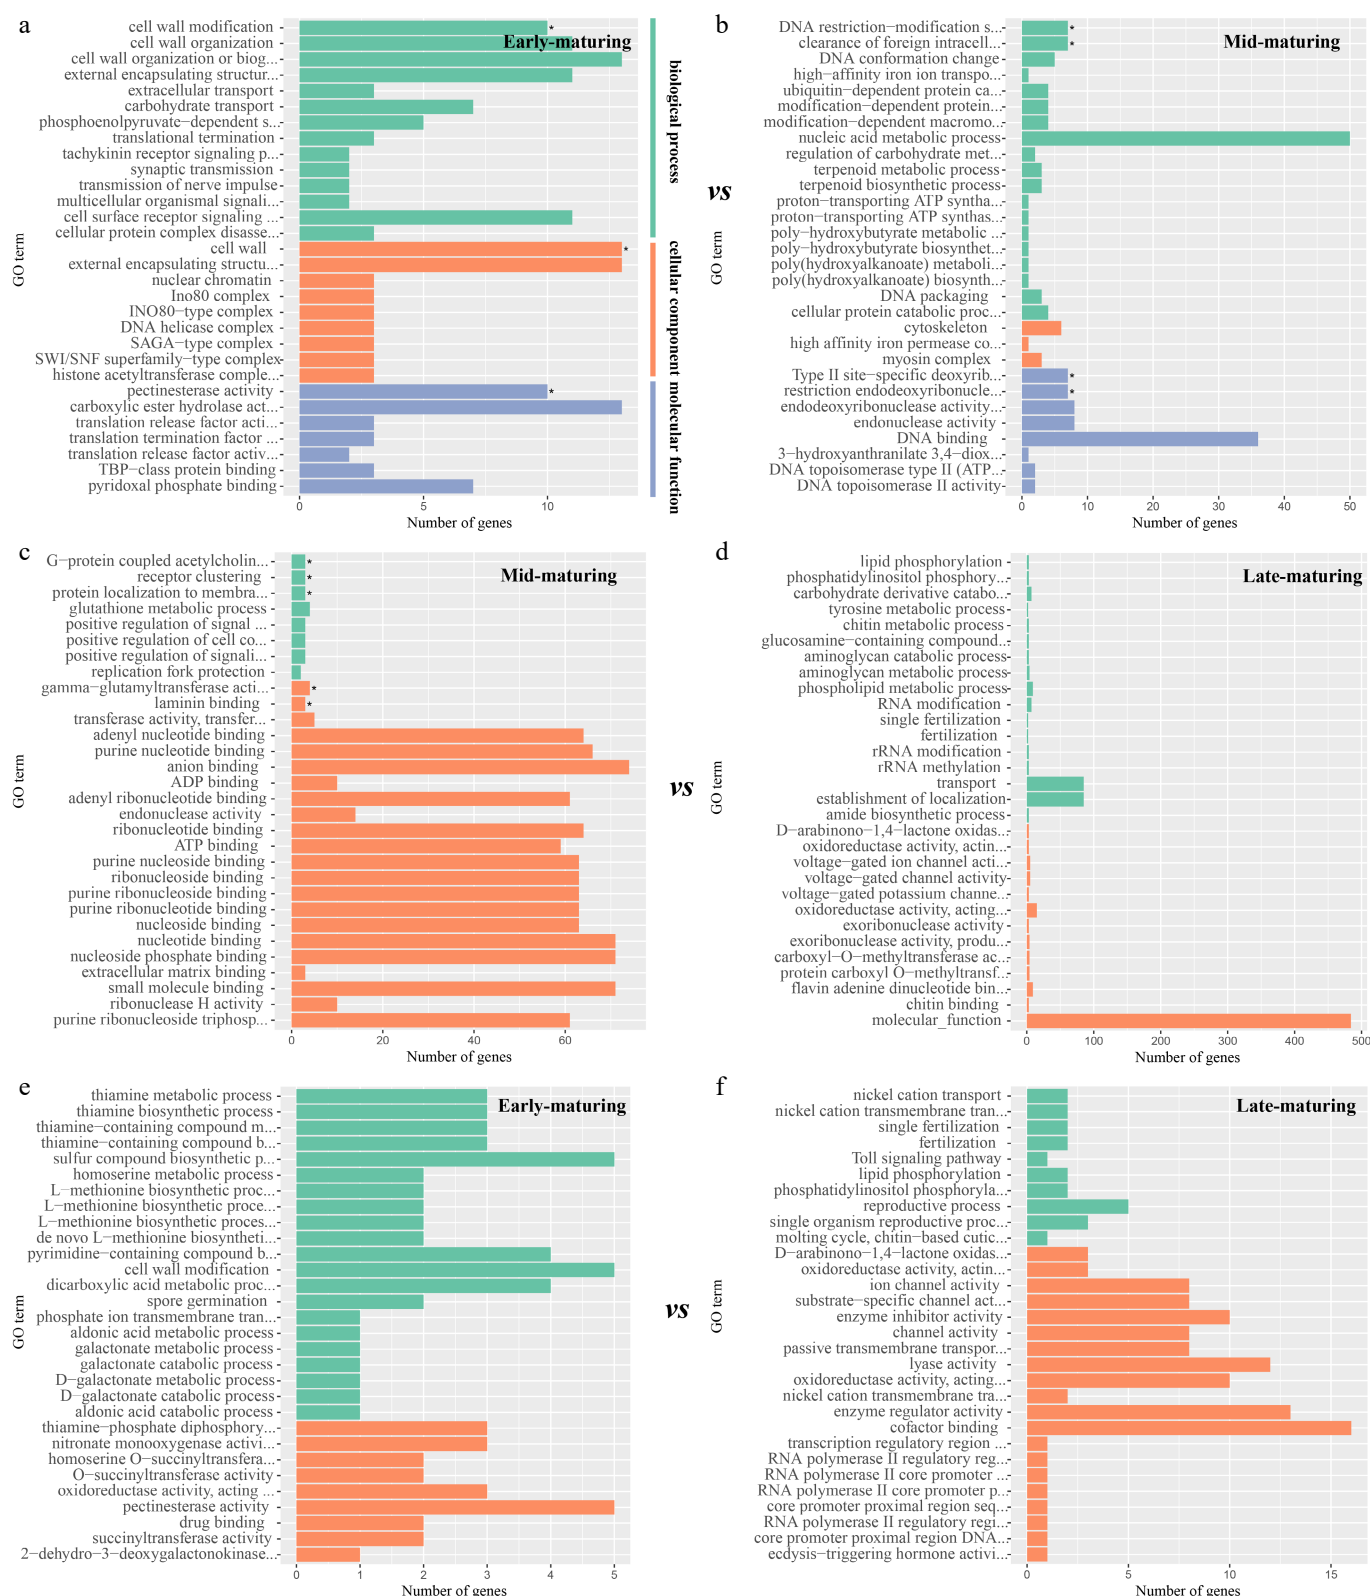 a
cell wall modification
cell wall organization
cell wall organization or biog...
external encapsulating structur...
extracellular transport
carbohydrate transport
phosphoenolpyruvate−dependent s...
translational termination
tachykinin receptor signaling p...
synaptic transmission
transmission of nerve impulse
multicellular organismal signali...
cell surface receptor signaling ...
cellular protein complex disasse...
cell wall
external encapsulating structu...
nuclear chromatin
Ino80 complex
INO80−type complex
DNA helicase complex
SAGA−type complex
SWI/SNF superfamily−type complex
histone acetyltransferase comple...
pectinesterase activity
carboxylic ester hydrolase act...
translation release factor acti...
translation termination factor ...
translation release factor activ...
TBP−class protein binding
pyridoxal phosphate binding
GO term
* * *
Early-maturing
biological process
cellular component
molecular function
0 5 10
Number of genes
vs
b
DNA restriction−modification s...
clearance of foreign intracell...
DNA conformation change
high−affinity iron ion transpo...
ubiquitin−dependent protein ca...
modification−dependent protein...
modification−dependent macromo...
nucleic acid metabolic process
regulation of carbohydrate met...
terpenoid metabolic process
terpenoid biosynthetic process
proton−transporting ATP syntha...
proton−transporting ATP synthas...
poly−hydroxybutyrate metabolic ...
poly−hydroxybutyrate biosynthet...
poly(hydroxyalkanoate) metaboli...
poly(hydroxyalkanoate) biosynth...
DNA packaging
cellular protein catabolic proc...
cytoskeleton
high affinity iron permease co...
myosin complex
Type II site−specific deoxyrib...
restriction endodeoxyribonucle...
endodeoxyribonuclease activity...
endonuclease activity
DNA binding
3−hydroxyanthranilate 3,4−diox...
DNA topoisomerase type II (ATP...
DNA topoisomerase II activity
GO term
* * * *
Mid-maturing
0 10 20 30 40 50
Number of genes
c
G−protein coupled acetylcholin...
receptor clustering
protein localization to membra...
glutathione metabolic process
positive regulation of signal ...
positive regulation of cell co...
positive regulation of signali...
replication fork protection
gamma−glutamyltransferase acti...
laminin binding
transferase activity, transfer...
adenyl nucleotide binding
purine nucleotide binding
anion binding
ADP binding
adenyl ribonucleotide binding
endonuclease activity
ribonucleotide binding
ATP binding
purine nucleoside binding
ribonucleoside binding
purine ribonucleoside binding
purine ribonucleotide binding
nucleoside binding
nucleotide binding
nucleoside phosphate binding
extracellular matrix binding
small molecule binding
ribonuclease H activity
purine ribonucleoside triphosp...
GO term
* * * * *
Mid-maturing
0 20 40 60
Number of genes
vs
d
lipid phosphorylation
phosphatidylinositol phosphory...
carbohydrate derivative catabo...
tyrosine metabolic process
chitin metabolic process
glucosamine−containing compound...
aminoglycan catabolic process
aminoglycan metabolic process
phospholipid metabolic process
RNA modification
single fertilization
fertilization
rRNA modification
rRNA methylation
transport
establishment of localization
amide biosynthetic process
D−arabinono−1,4−lactone oxidas...
oxidoreductase activity, actin...
voltage−gated ion channel acti...
voltage−gated channel activity
voltage−gated potassium channe...
oxidoreductase activity, acting...
exoribonuclease activity
exoribonuclease activity, produ...
carboxyl−O−methyltransferase ac...
protein carboxyl O−methyltransf...
flavin adenine dinucleotide bin...
chitin binding
molecular_function
GO term
Late-maturing
0 100 200 300 400 500
Number of genes
e
thiamine metabolic process
thiamine biosynthetic process
thiamine−containing compound m...
thiamine−containing compound b...
sulfur compound biosynthetic p...
homoserine metabolic process
L−methionine biosynthetic proc...
L−methionine biosynthetic proce...
L−methionine biosynthetic proces...
de novo L−methionine biosyntheti...
pyrimidine−containing compound b...
cell wall modification
dicarboxylic acid metabolic proc...
spore germination
phosphate ion transmembrane tran...
aldonic acid metabolic process
galactonate metabolic process
galactonate catabolic process
D−galactonate metabolic process
D−galactonate catabolic process
aldonic acid catabolic process
thiamine−phosphate diphosphory...
nitronate monooxygenase activi...
homoserine O−succinyltransfera...
O−succinyltransferase activity
oxidoreductase activity, acting ...
pectinesterase activity
drug binding
succinyltransferase activity
2−dehydro−3−deoxygalactonokinase...
GO term
Early-maturing
0 1 2 3 4 5
Number of genes
vs
f
nickel cation transport
nickel cation transmembrane tran...
single fertilization
fertilization
Toll signaling pathway
lipid phosphorylation
phosphatidylinositol phosphoryla...
reproductive process
single organism reproductive proc...
molting cycle, chitin−based cutic...
D−arabinono−1,4−lactone oxidas...
oxidoreductase activity, actin...
ion channel activity
substrate−specific channel act...
enzyme inhibitor activity
channel activity
passive transmembrane transpor...
lyase activity
oxidoreductase activity, acting...
nickel cation transmembrane tra...
enzyme regulator activity
cofactor binding
transcription regulatory region ...
RNA polymerase II regulatory reg...
RNA polymerase II core promoter ...
RNA polymerase II core promoter p...
core promoter proximal region seq...
RNA polymerase II regulatory regi...
core promoter proximal region DNA...
ecdysis−triggering hormone activi...
GO term
Late-maturing
0 5 10 15
Number of genes